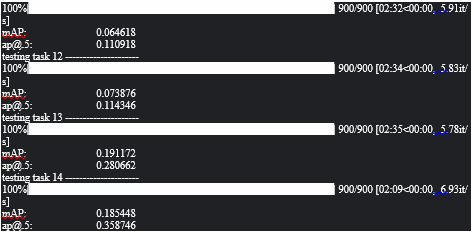 100%| 900/900 [02:32<00:00, 5.91it/
s]
mAP: 0.064618
ap@.5: 0.110918
testing task 12 ----------------------
100%| 900/900 [02:34<00:00, 5.83it/
s]
mAP: 0.073876
ap@.5: 0.114346
testing task 13 ----------------------
100%| 900/900 [02:35<00:00, 5.78it/
s]
mAP: 0.191172
ap@.5: 0.280662
testing task 14 ----------------------
100%| 900/900 [02:09<00:00, 6.93it/
s]
mAP: 0.185448
ap@.5: 0.358746